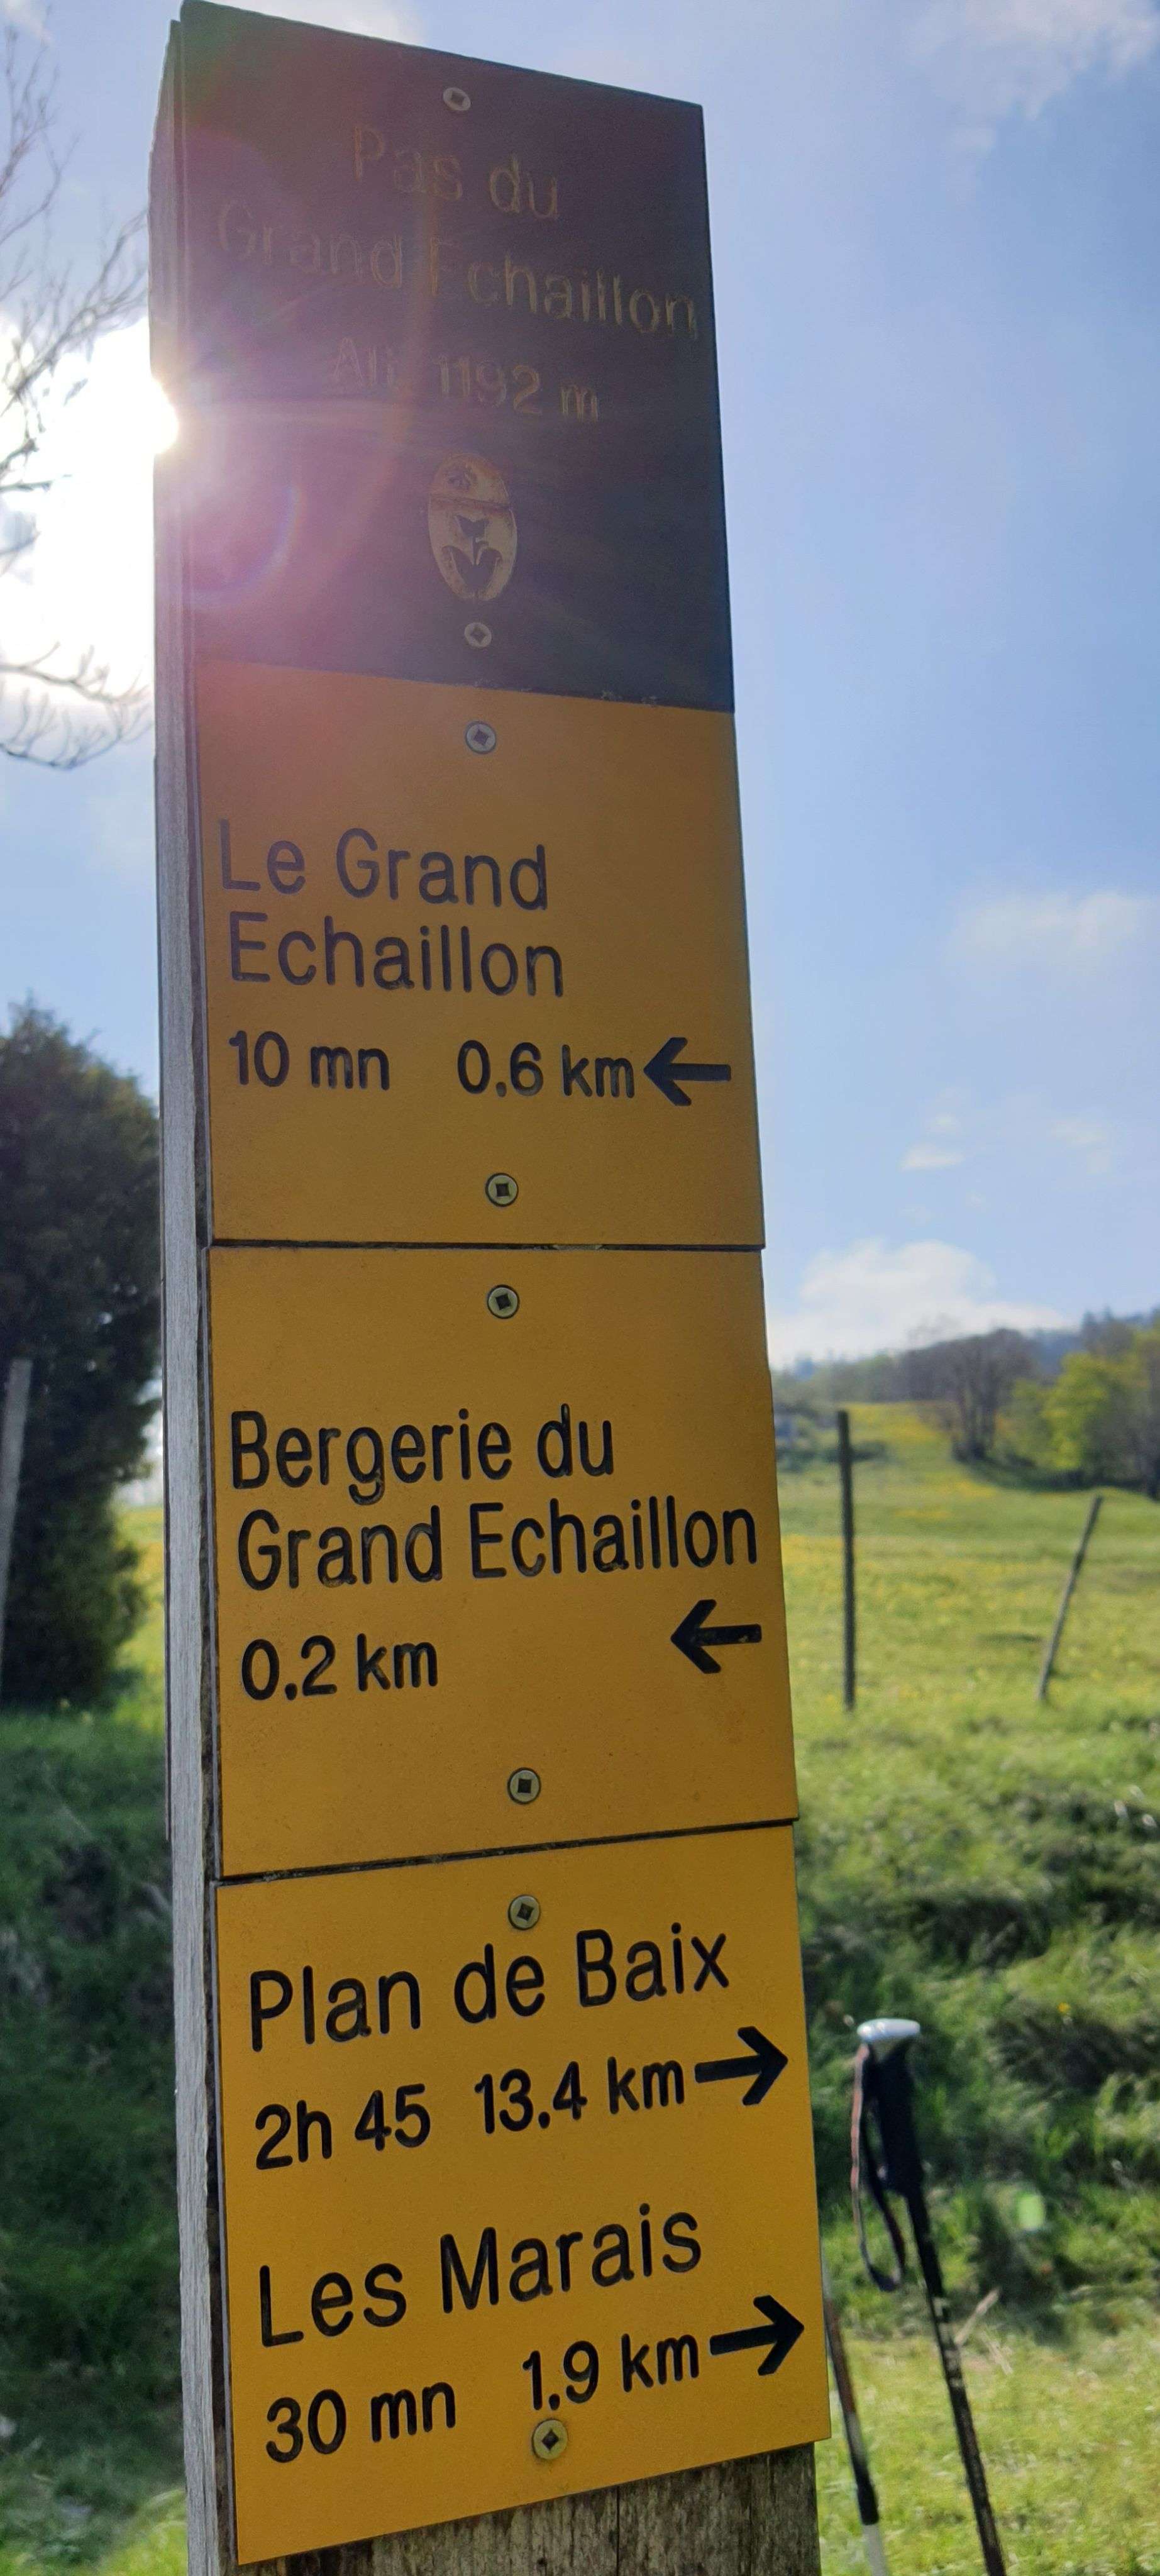 Pas du
Grand Echaillon
Alt. 1192 m
Le Grand
Echaillon
10 mn 0.6 km ←
Bergerie du
Grand Echaillon
0.2 km ←
Plan de Baix
2h 45 13.4 km →
Les Marais
30 mn 1.9 km →